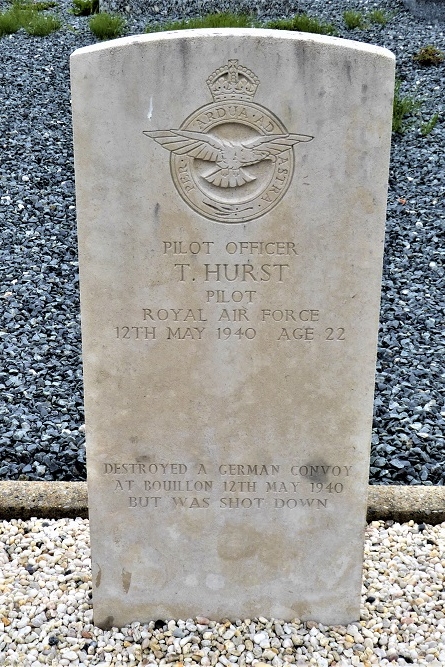 PER ARDUA AD ASTRA
PILOT OFFICER
T. HURST
PILOT
ROYAL AIR FORCE
12TH MAY 1940 AGE 22
DESTROYED A GERMAN CONVOY
AT BOUILLON 12TH MAY 1940
BUT WAS SHOT DOWN